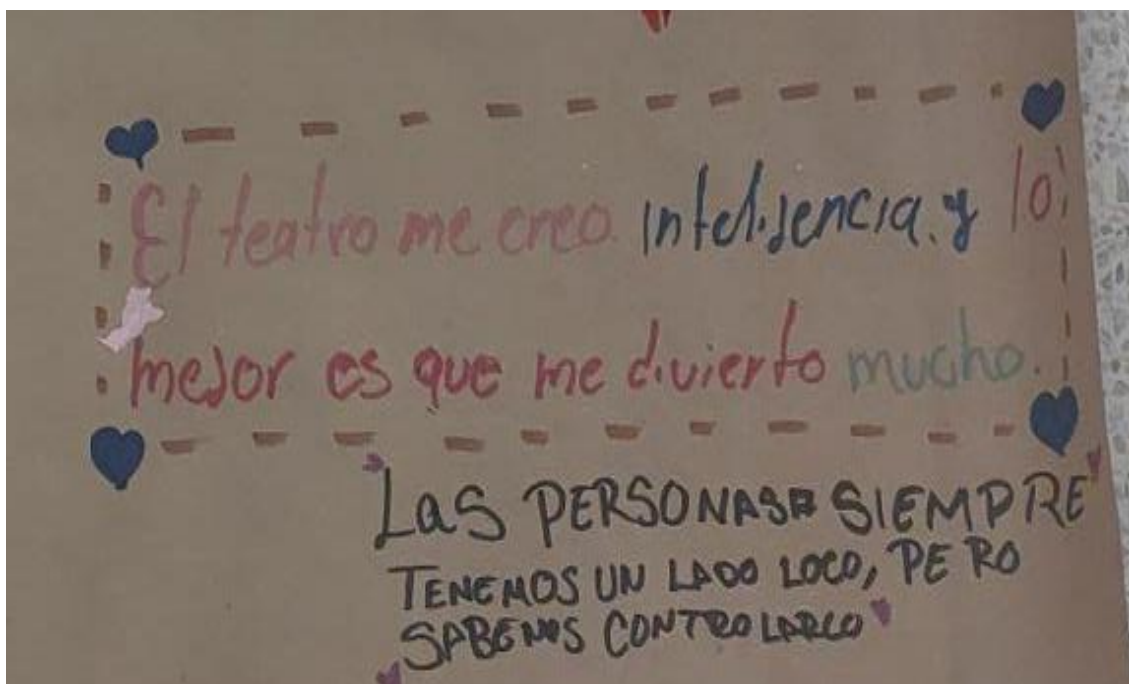 El teatro me creo inteligencia. y lo
mejor es que me divierto mucho.
"LAS PERSONAS SIEMPRE"
TENEMOS UN LADO LOCO, PERO
"SABEMOS CONTROLARLO"